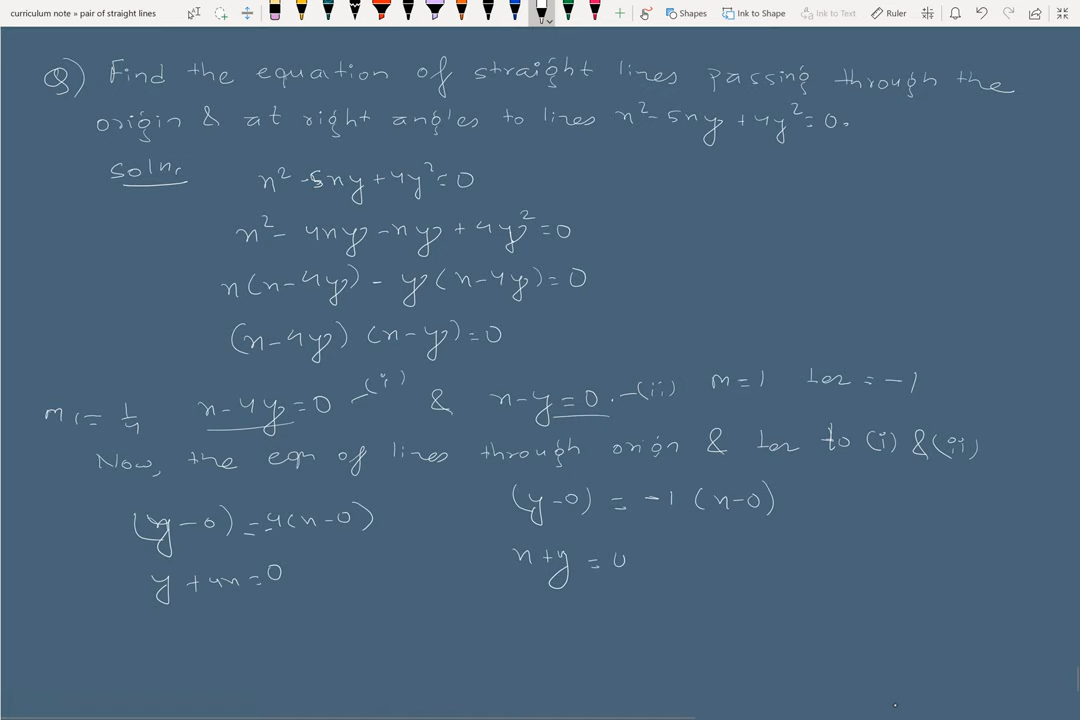 curriculum note » pair of straight lines
Shapes Ink to Shape Ink to Text Ruler
Q) Find the equation of straight lines passing through the
origin & at right angles to lines x² - 5xy + 4y² = 0.
Soln,
x² - 5xy + 4y² = 0
x² - 4xy - xy + 4y² = 0
x(x - 4y) - y(x - 4y) = 0
(x - 4y) (x - y) = 0
m₁ = 1/4 x - 4y = 0 - (i) & x - y = 0. - (ii) m = 1 ⊥er = -1
Now, the eqn of lines through origin & ⊥er to (i) & (ii)
(y - 0) = -4(x - 0) (y - 0) = -1 (x - 0)
y + 4x = 0 x + y = 0